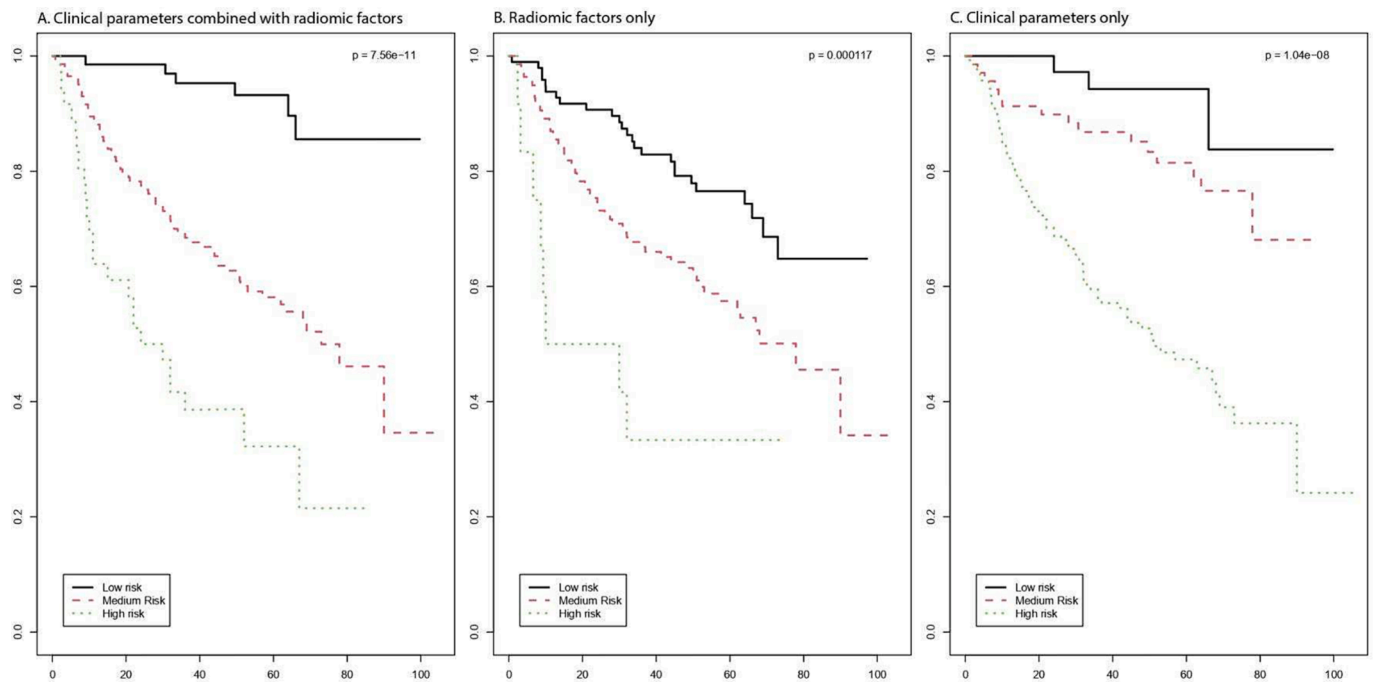 A. Clinical parameters combined with radiomic factors
p = 7.56e−11
1.0
0.8
0.6
0.4
0.2
0.0
Low risk
Medium Risk
High risk
0 20 40 60 80 100
B. Radiomic factors only
p = 0.000117
1.0
0.8
0.6
0.4
0.2
0.0
Low risk
Medium Risk
High risk
0 20 40 60 80 100
C. Clinical parameters only
p = 1.04e−08
1.0
0.8
0.6
0.4
0.2
0.0
Low risk
Medium Risk
High risk
0 20 40 60 80 100